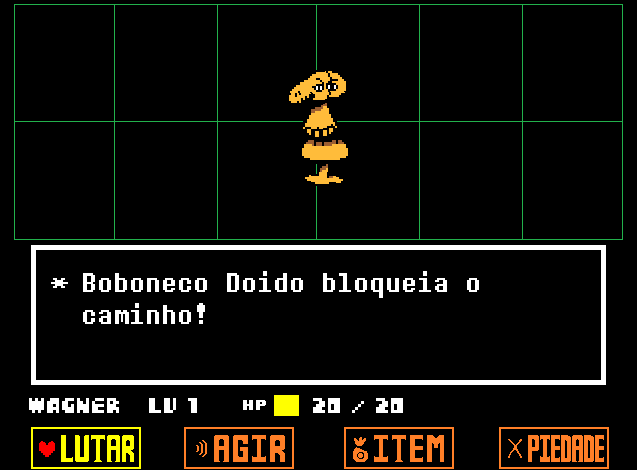 * Boboneco Doido bloqueia o
caminho!
WAGNER LV 1 HP 20 / 20
LUTAR AGIR ITEM PIEDADE